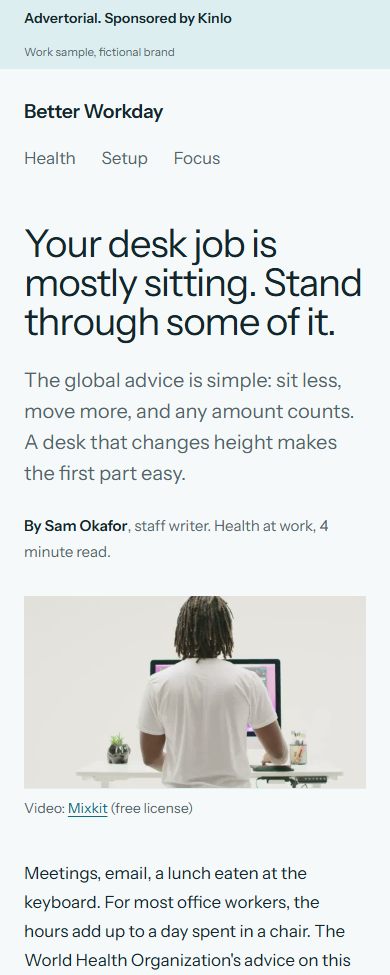 Advertorial. Sponsored by Kinlo
Work sample, fictional brand
Better Workday
Health Setup Focus
Your desk job is
mostly sitting. Stand
through some of it.
The global advice is simple: sit less,
move more, and any amount counts.
A desk that changes height makes
the first part easy.
By Sam Okafor, staff writer. Health at work, 4
minute read.
Video: Mixkit (free license)
Meetings, email, a lunch eaten at the
keyboard. For most office workers, the
hours add up to a day spent in a chair. The
World Health Organization's advice on this